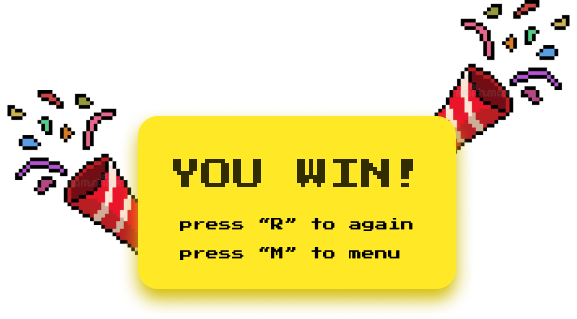 YOU WIN!
press “R” to again
press “M” to menu